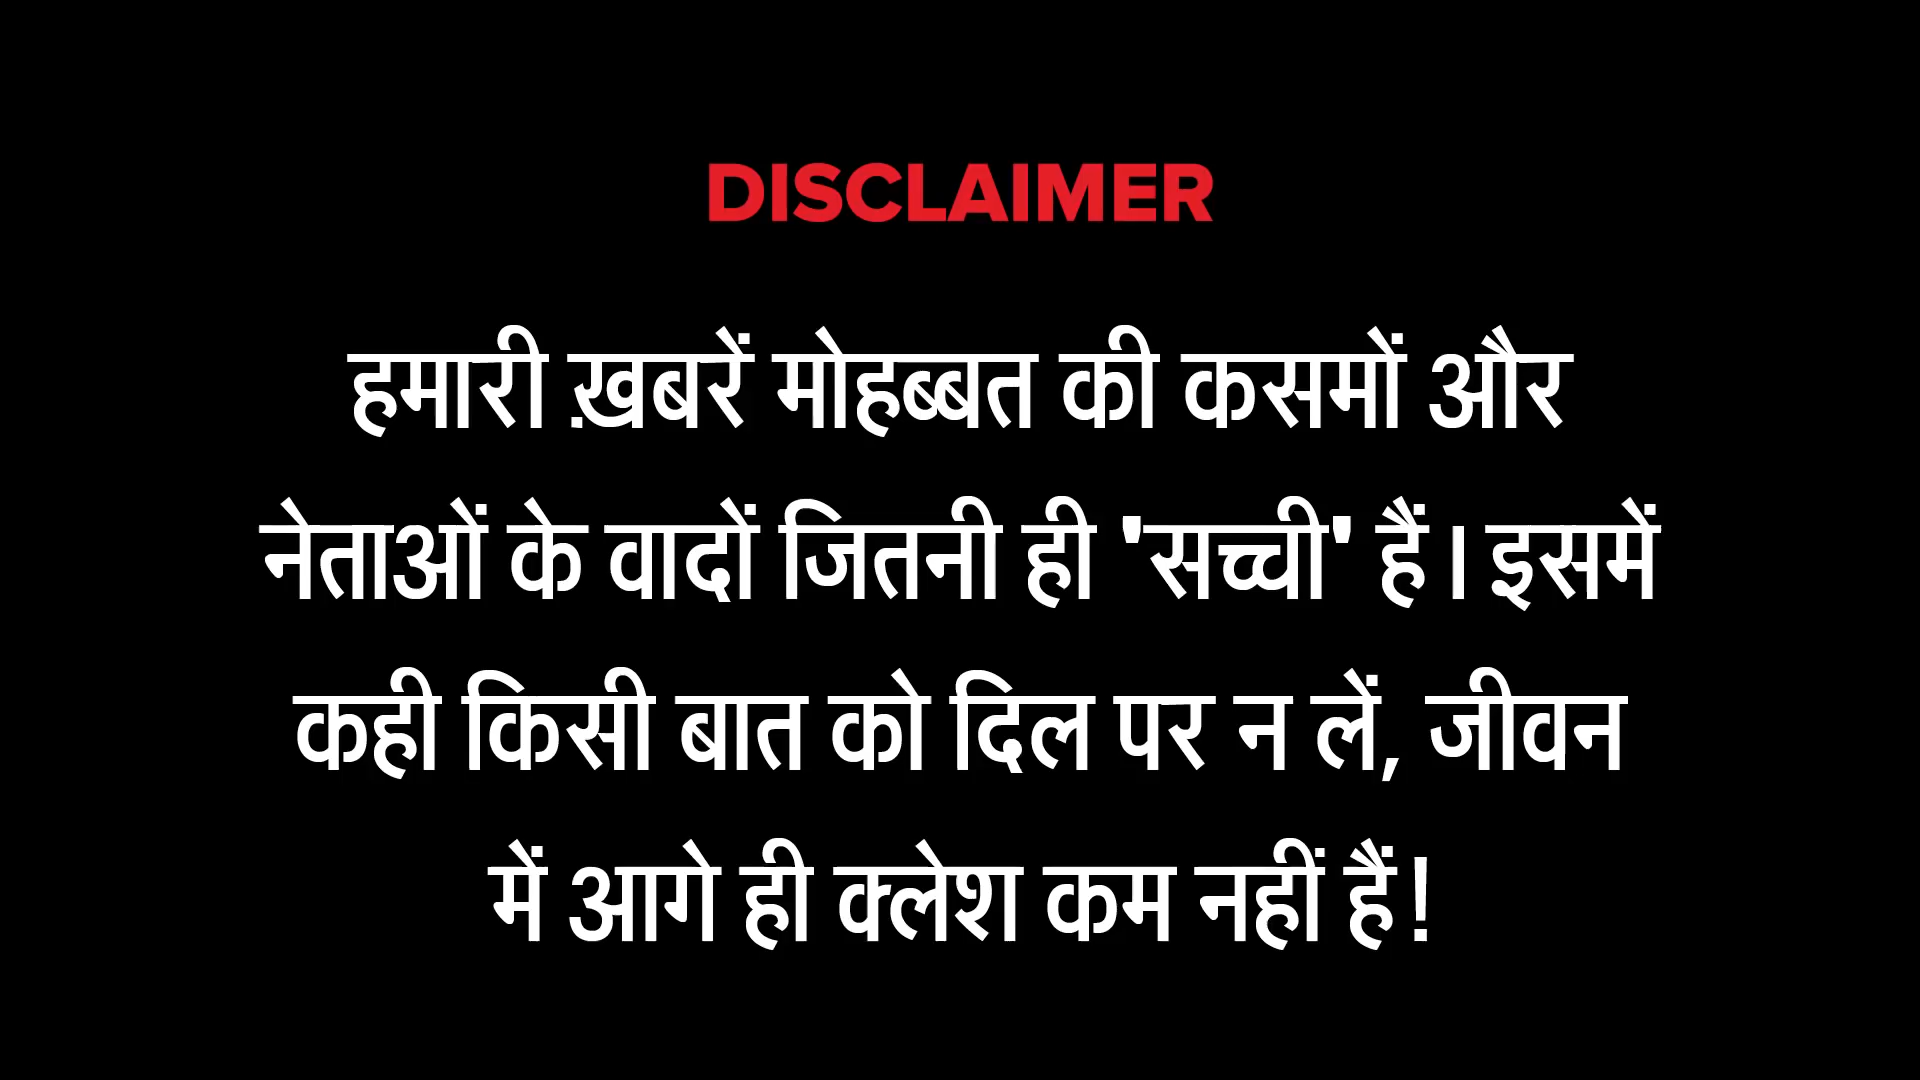 DISCLAIMER
हमारी ख़बरें मोहब्बत की कसमों और
नेताओं के वादों जितनी ही 'सच्ची' हैं। इसमें
कही किसी बात को दिल पर न लें, जीवन
में आगे ही क्लेश कम नहीं हैं!